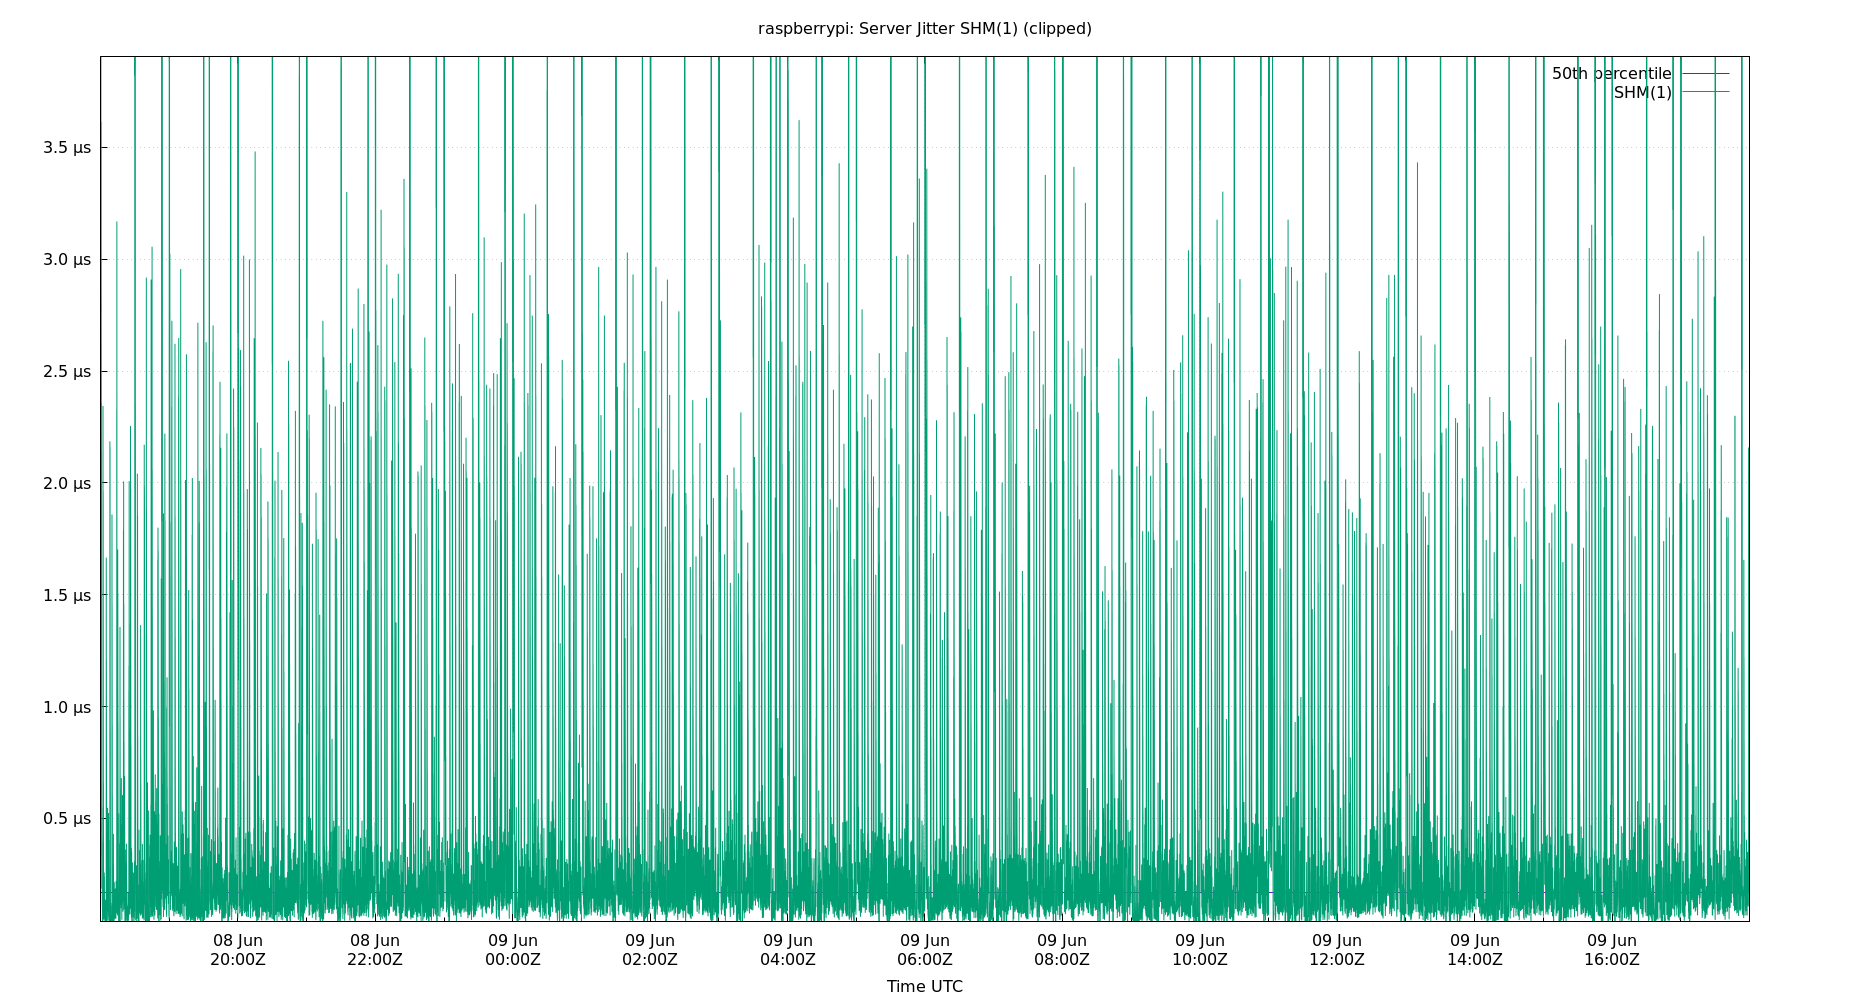 raspberrypi: Server Jitter SHM(1) (clipped)
50th percentile
SHM(1)
3.5 µs
3.0 µs
2.5 µs
2.0 µs
1.5 µs
1.0 µs
0.5 µs
08 Jun 08 Jun 09 Jun 09 Jun 09 Jun 09 Jun 09 Jun 09 Jun 09 Jun 09 Jun 09 Jun
20:00Z 22:00Z 00:00Z 02:00Z 04:00Z 06:00Z 08:00Z 10:00Z 12:00Z 14:00Z 16:00Z
Time UTC